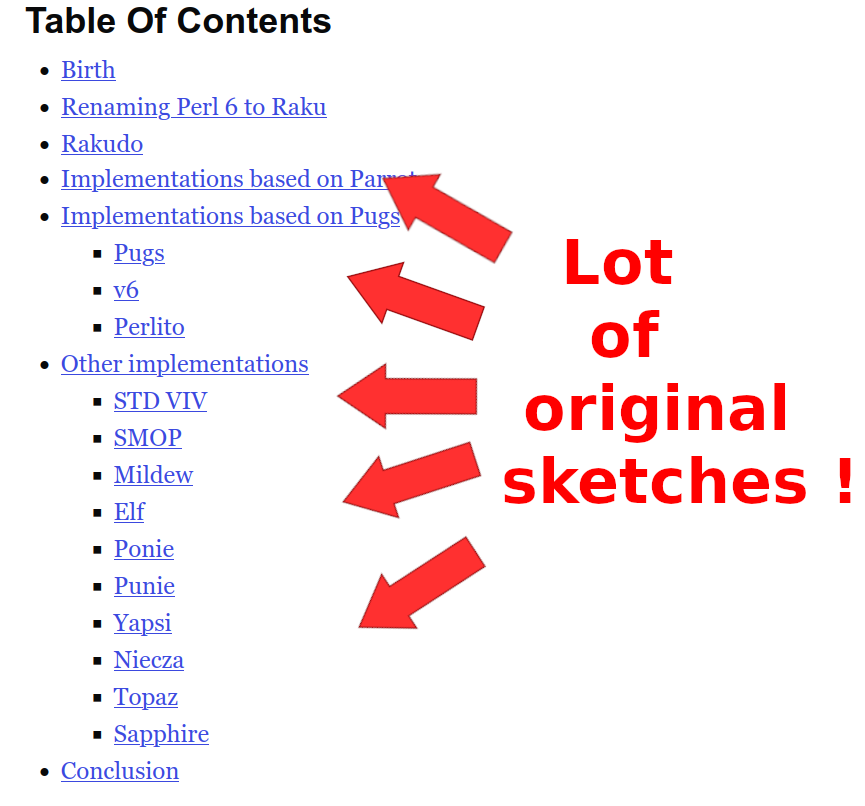 Table Of Contents
Birth
Renaming Perl 6 to Raku
Rakudo
Implementations based on Parrot
Implementations based on Pugs
Pugs
v6
Perlito
Other implementations
STD VIV
SMOP
Mildew
Elf
Ponie
Punie
Yapsi
Niecza
Topaz
Sapphire
Conclusion
Lot
of
original
sketches !